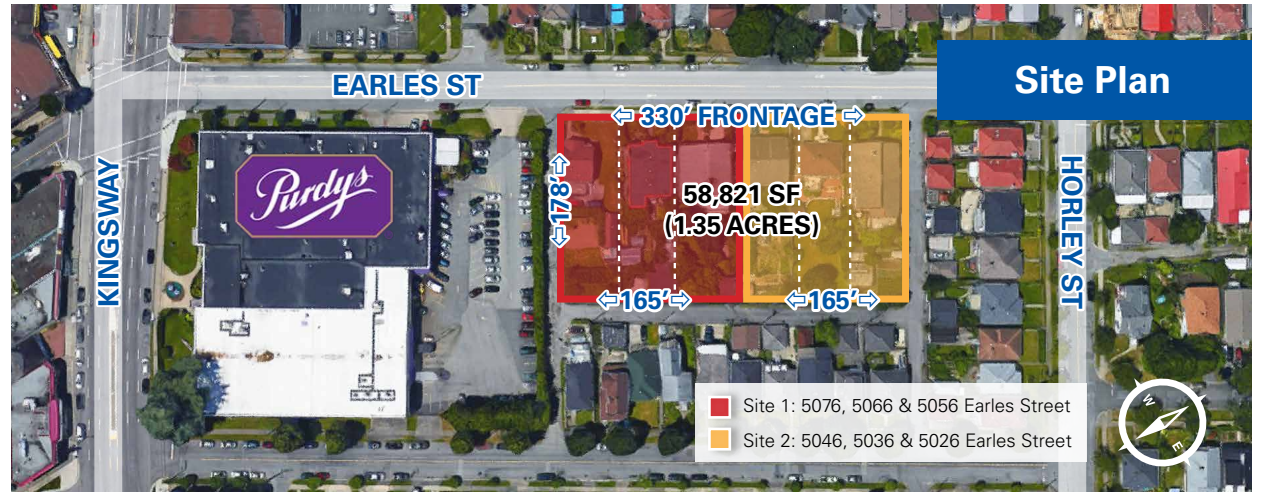 Site Plan
EARLES ST
330' FRONTAGE
KINGSWAY
Purdys
178'
58,821 SF
(1.35 ACRES)
HORLEY ST
165'
165'
Site 1: 5076, 5066 & 5056 Earles Street
Site 2: 5046, 5036 & 5026 Earles Street
W
E